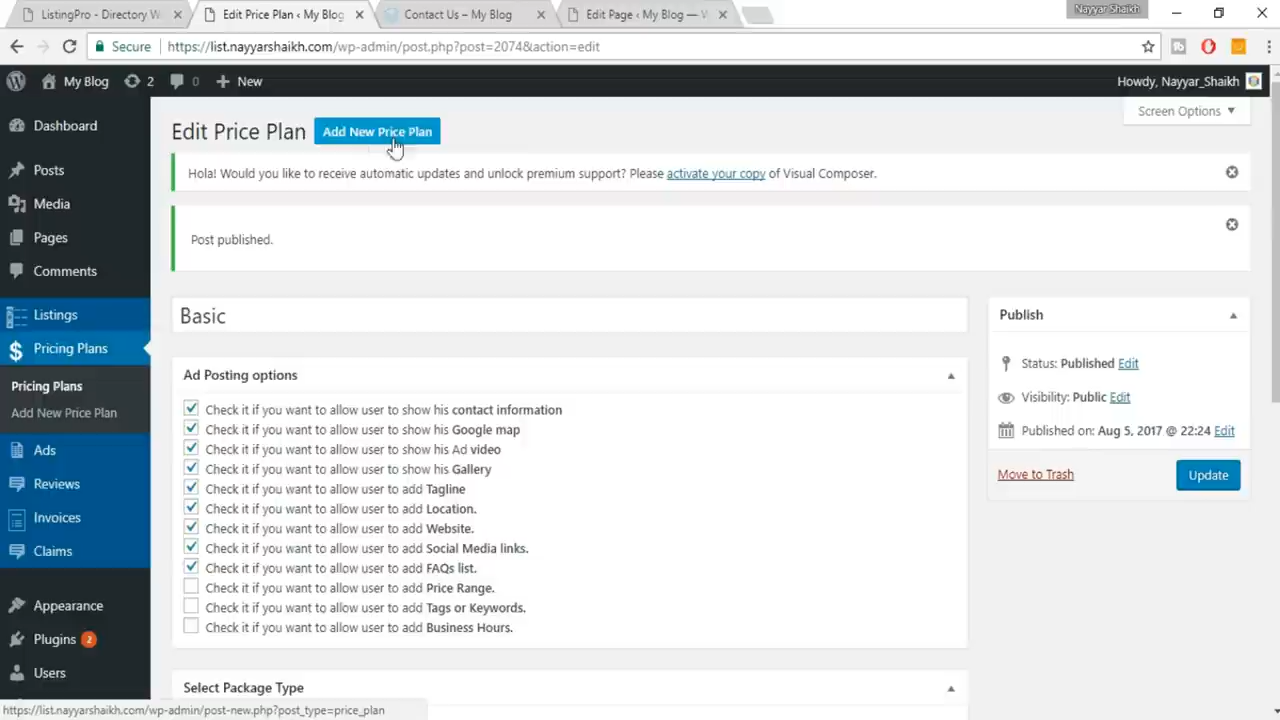 ListingPro - Directory W
Edit Price Plan ‹ My Blog
Contact Us – My Blog
Edit Page ‹ My Blog — W
Nayyar Shaikh
Secure
https://list.nayyarshaikh.com/wp-admin/post.php?post=2074&action=edit
My Blog
2
0
New
Howdy, Nayyar_Shaikh
Screen Options
Dashboard
Posts
Media
Pages
Comments
Listings
Pricing Plans
Pricing Plans
Add New Price Plan
Ads
Reviews
Invoices
Claims
Appearance
Plugins 2
Users
Edit Price Plan
Add New Price Plan
Hola! Would you like to receive automatic updates and unlock premium support? Please activate your copy of Visual Composer.
Post published.
Basic
Ad Posting options
Check it if you want to allow user to show his contact information
Check it if you want to allow user to show his Google map
Check it if you want to allow user to show his Ad video
Check it if you want to allow user to show his Gallery
Check it if you want to allow user to add Tagline
Check it if you want to allow user to add Location.
Check it if you want to allow user to add Website.
Check it if you want to allow user to add Social Media links.
Check it if you want to allow user to add FAQs list.
Check it if you want to allow user to add Price Range.
Check it if you want to allow user to add Tags or Keywords.
Check it if you want to allow user to add Business Hours.
Select Package Type
Publish
Status: Published Edit
Visibility: Public Edit
Published on: Aug 5, 2017 @ 22:24 Edit
Move to Trash
Update
https://list.nayyarshaikh.com/wp-admin/post-new.php?post_type=price_plan